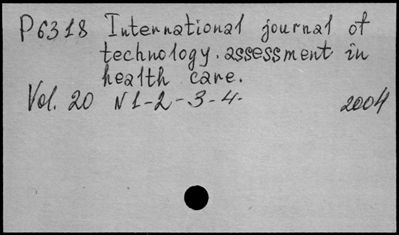 P6318 International journal of
technology. assessment in
health care.
Vol. 20 N 1-2-3-4. 2004